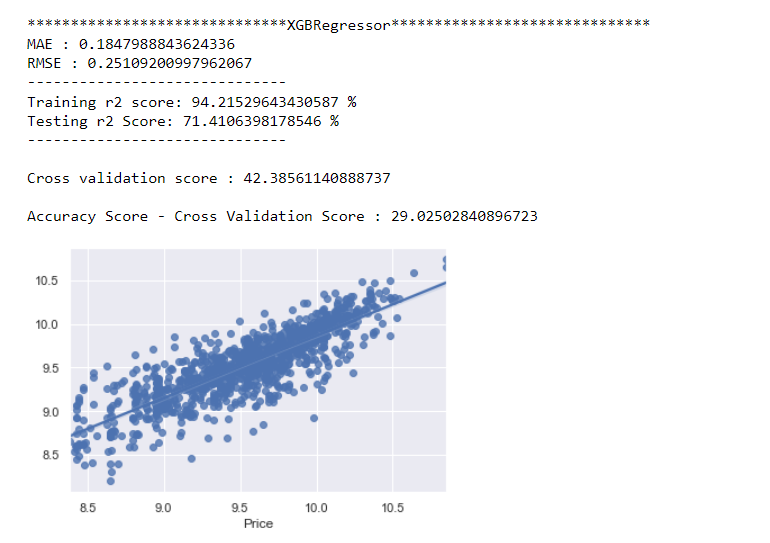 ******************************XGBRegressor******************************
MAE : 0.1847988843624336
RMSE : 0.25109200997962067
------------------------------
Training r2 score: 94.21529643430587 %
Testing r2 Score: 71.4106398178546 %
------------------------------
Cross validation score : 42.38561140888737
Accuracy Score - Cross Validation Score : 29.02502840896723
10.5
10.0
9.5
9.0
8.5
8.5 9.0 9.5 10.0 10.5
Price